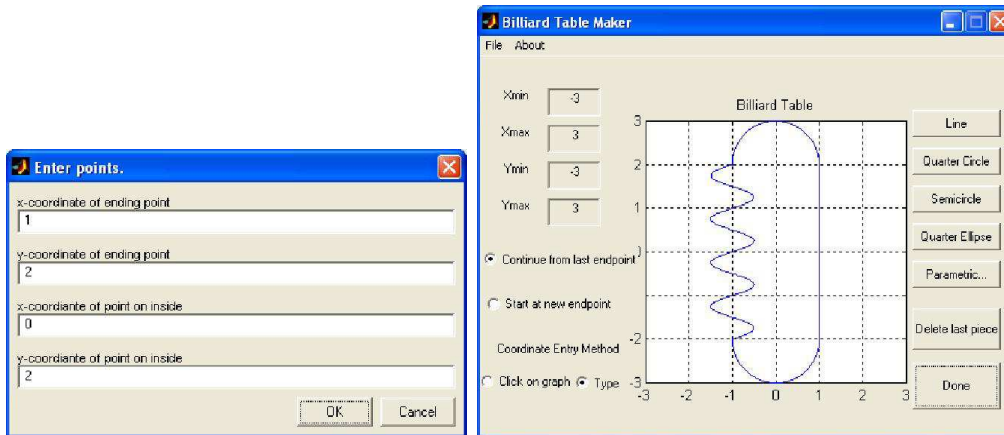 Enter points.
x-coordinate of ending point
1
y-coordinate of ending point
2
x-coordiante of point on inside
0
y-coordiante of point on inside
2
OK Cancel
Billiard Table Maker
File About
Xmin -3
Xmax 3
Ymin -3
Ymax 3
Continue from last endpoint
Start at new endpoint
Coordinate Entry Method
Click on graph Type
Billiard Table
3
2
1
-2
-3
-3 -2 -1 0 1 2 3
Line
Quarter Circle
Semicircle
Quarter Ellipse
Parametric...
Delete last piece
Done